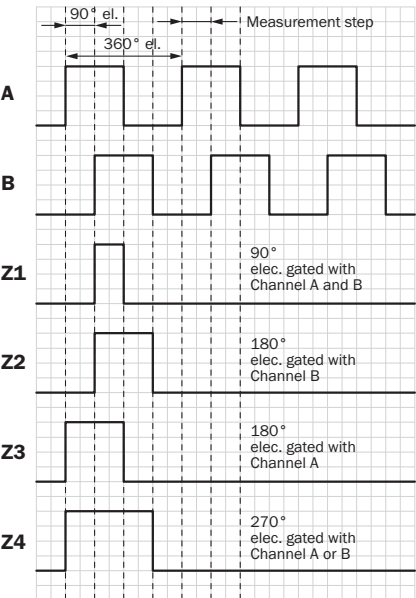 90° el.
Measurement step
360° el.
A
B
Z1
90°
elec. gated with
Channel A and B
Z2
180°
elec. gated with
Channel B
Z3
180°
elec. gated with
Channel A
Z4
270°
elec. gated with
Channel A or B